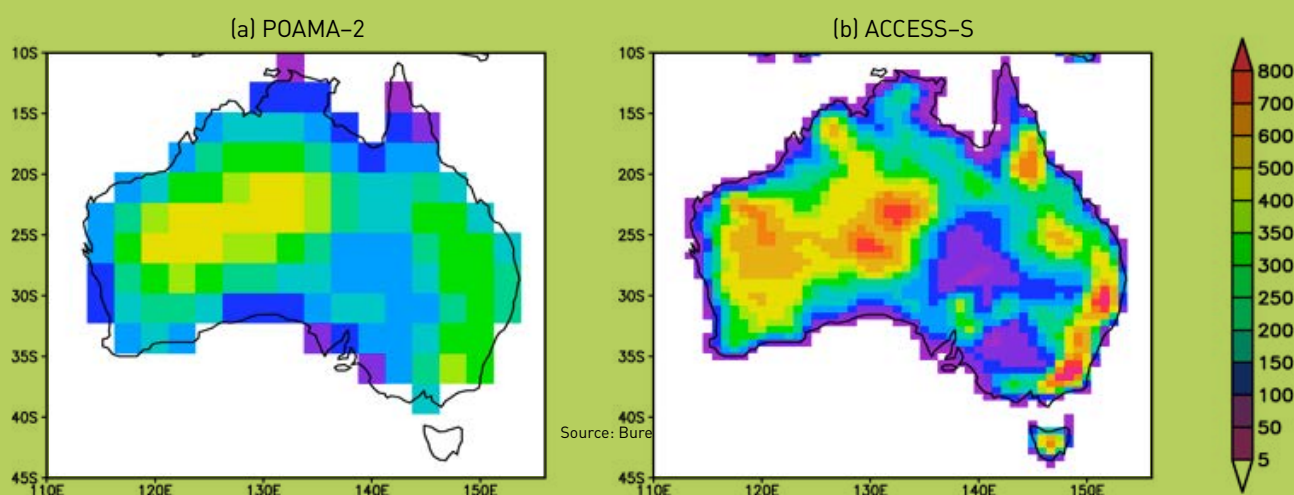 (a) POAMA–2
(b) ACCESS–S
10S
15S
20S
25S
30S
35S
40S
45S
110E
120E
130E
140E
150E
10S
15S
20S
25S
30S
35S
40S
45S
110E
120E
130E
140E
150E
800
700
600
500
400
350
300
250
200
150
100
50
5
Source: Bure